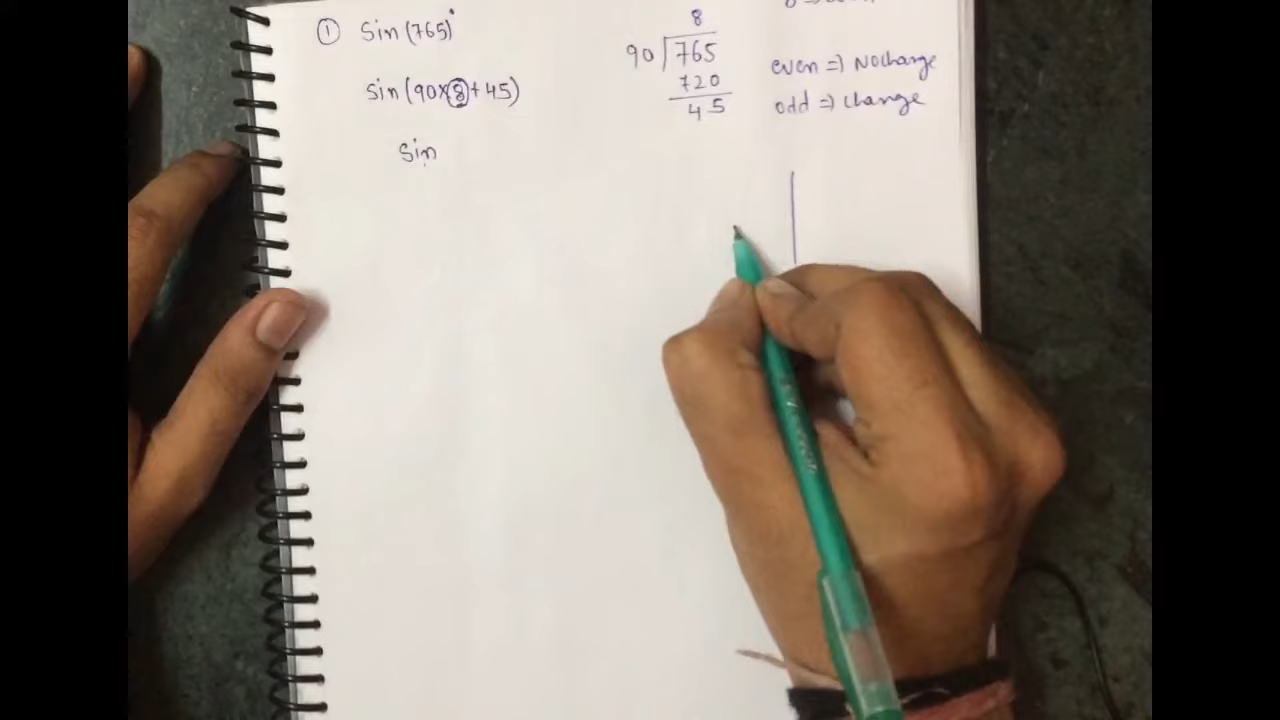 ① Sin (765)°
sin (90×8+45)
Sin
8
90 765
720
45
even ⇒ No change
odd ⇒ change